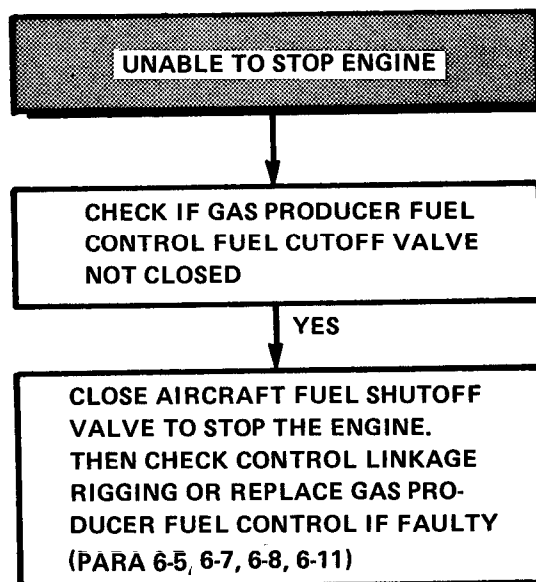 UNABLE TO STOP ENGINE
CHECK IF GAS PRODUCER FUEL
CONTROL FUEL CUTOFF VALVE
NOT CLOSED
YES
CLOSE AIRCRAFT FUEL SHUTOFF
VALVE TO STOP THE ENGINE.
THEN CHECK CONTROL LINKAGE
RIGGING OR REPLACE GAS PRO-
DUCER FUEL CONTROL IF FAULTY
(PARA 6-5, 6-7, 6-8, 6-11)